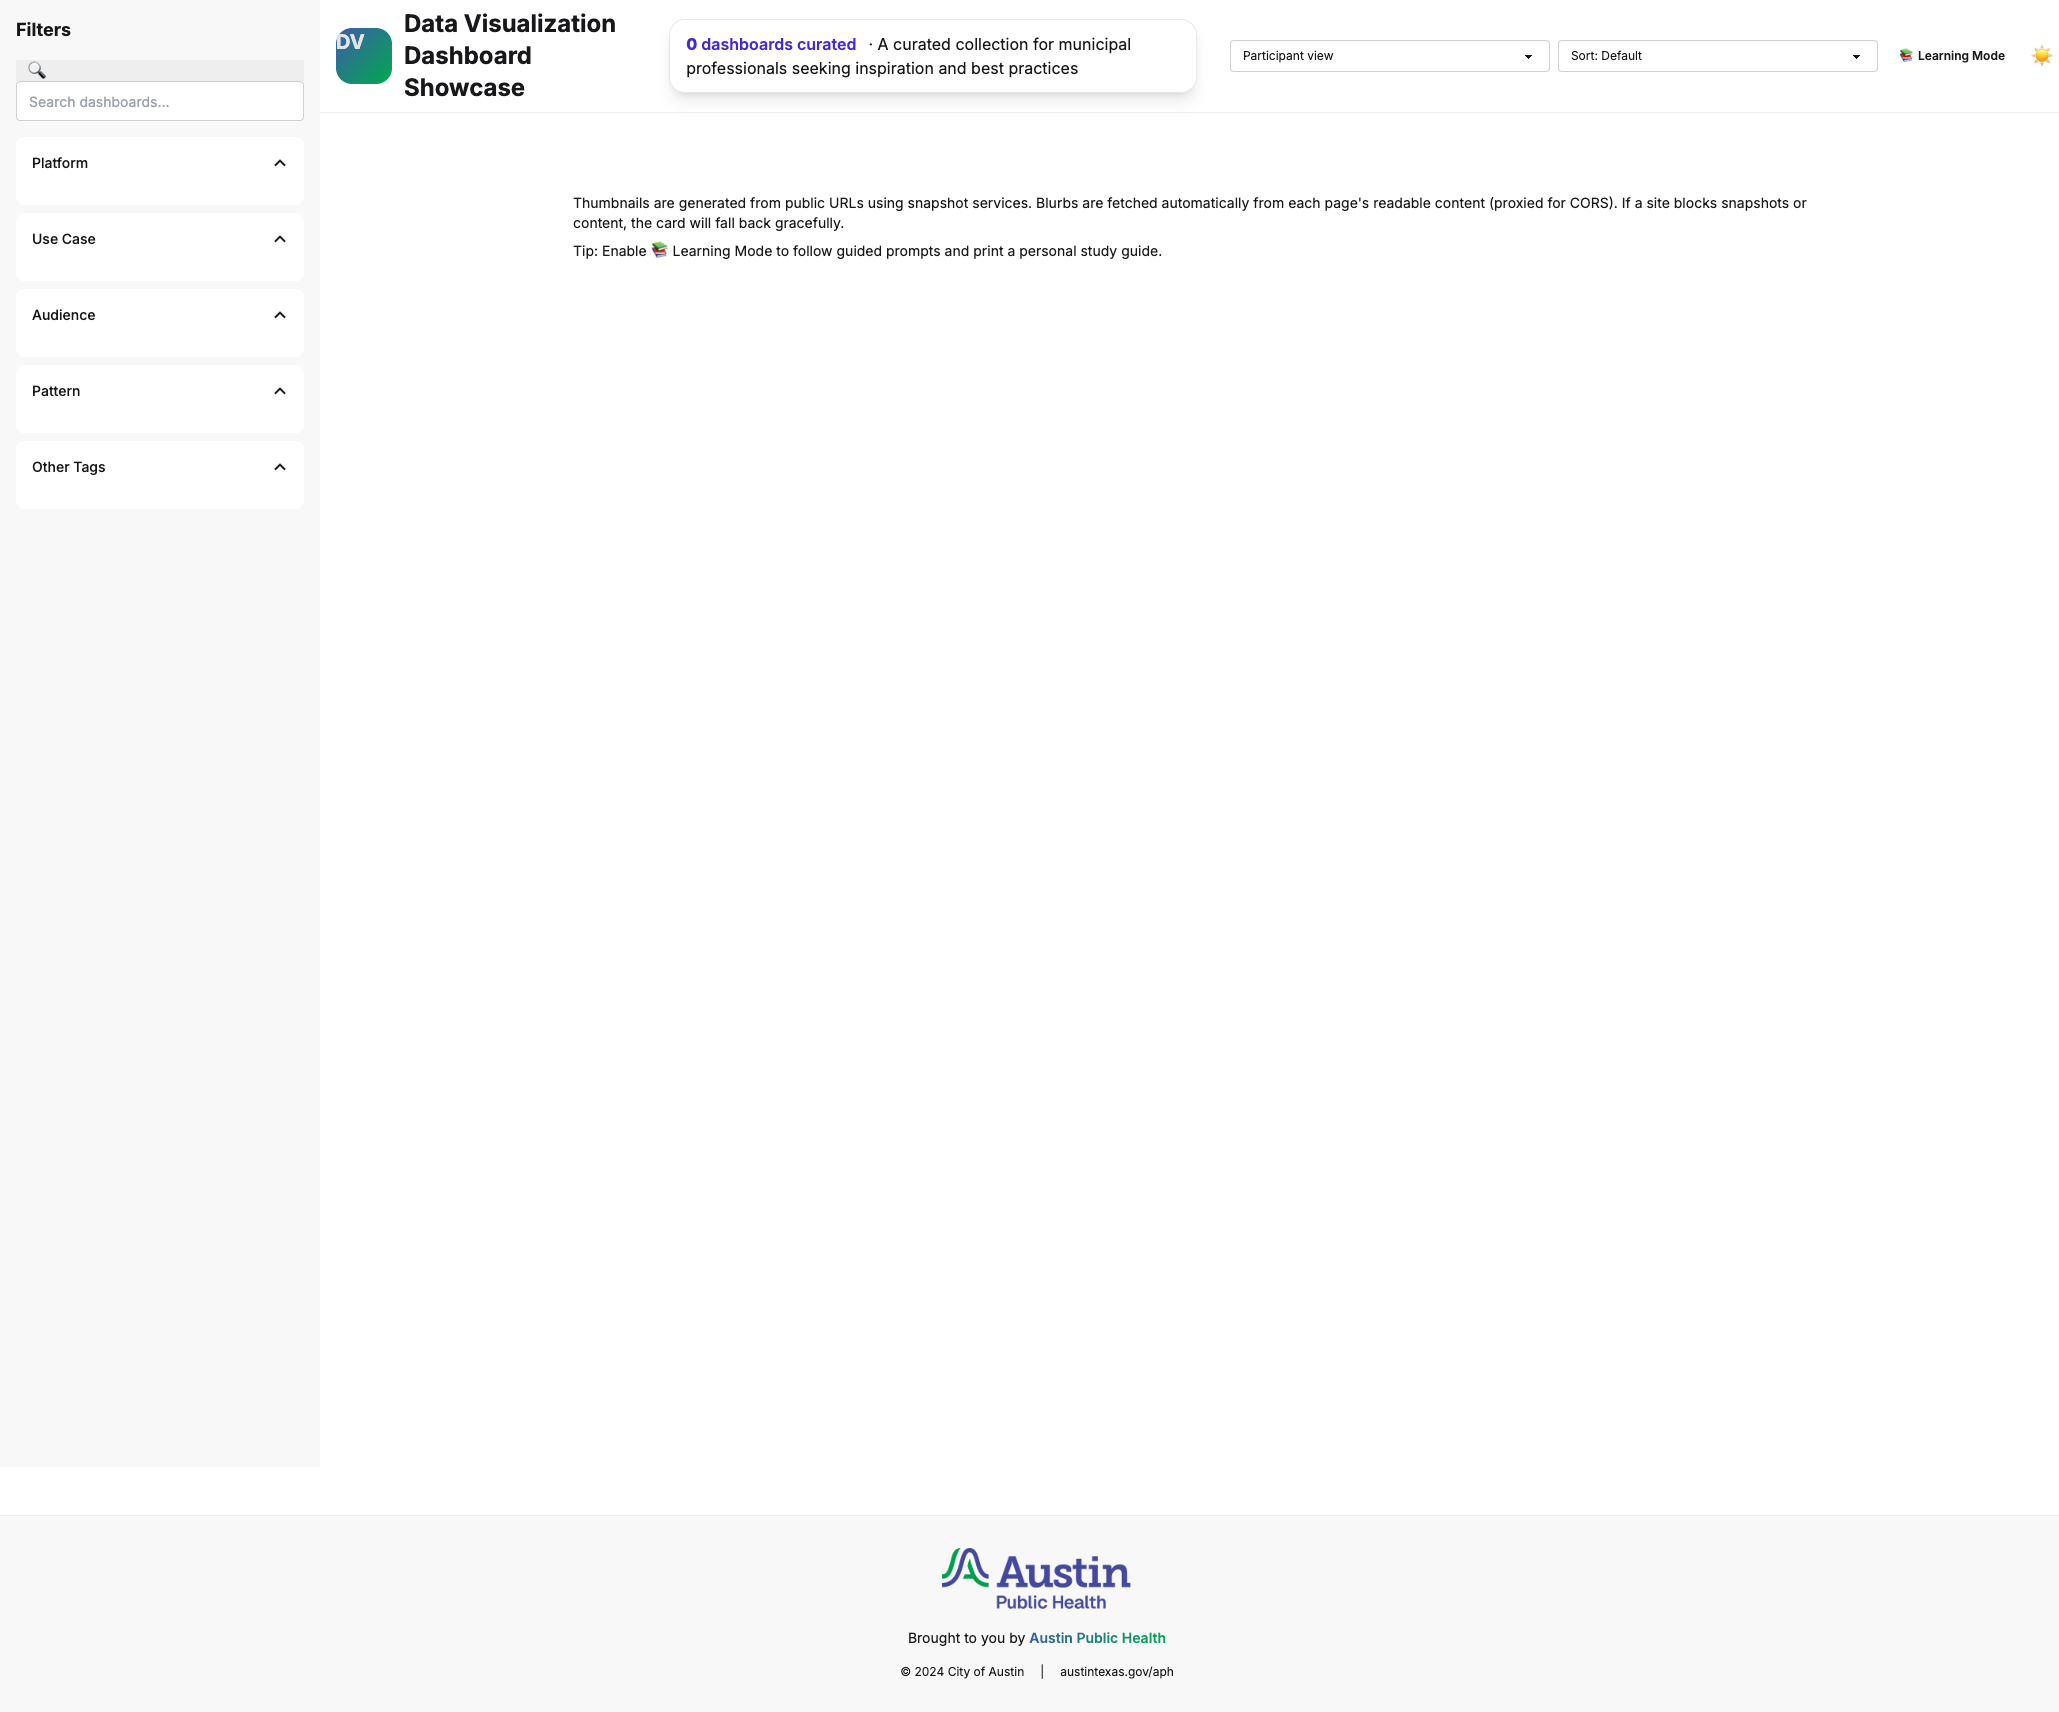 Filters
Search dashboards...
Platform
Use Case
Audience
Pattern
Other Tags
DV
Data Visualization
Dashboard
Showcase
0 dashboards curated · A curated collection for municipal
professionals seeking inspiration and best practices
Participant view
Sort: Default
📚 Learning Mode
Thumbnails are generated from public URLs using snapshot services. Blurbs are fetched automatically from each page's readable content (proxied for CORS). If a site blocks snapshots or
content, the card will fall back gracefully.
Tip: Enable 📚 Learning Mode to follow guided prompts and print a personal study guide.
Austin
Public Health
Brought to you by Austin Public Health
© 2024 City of Austin | austintexas.gov/aph